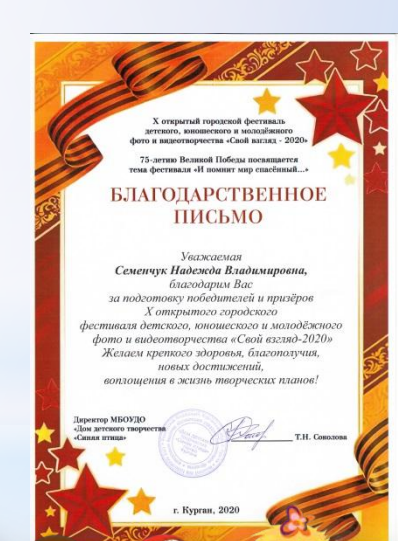 X открытый городской фестиваль
детского, юношеского и молодёжного
фото и видеотворчества «Свой взгляд - 2020»
75-летию Великой Победы посвящается
тема фестиваля «И помнит мир спасённый...»
БЛАГОДАРСТВЕННОЕ
ПИСЬМО
Уважаемая
Семенчук Надежда Владимировна,
благодарим Вас
за подготовку победителей и призёров
X открытого городского
фестиваля детского, юношеского и молодёжного
фото и видеотворчества «Свой взгляд-2020»
Желаем крепкого здоровья, благополучия,
новых достижений,
воплощения в жизнь творческих планов!
Директор МБОУДО
«Дом детского творчества
«Синяя птица»
Т.Н. Соколова
г. Курган, 2020